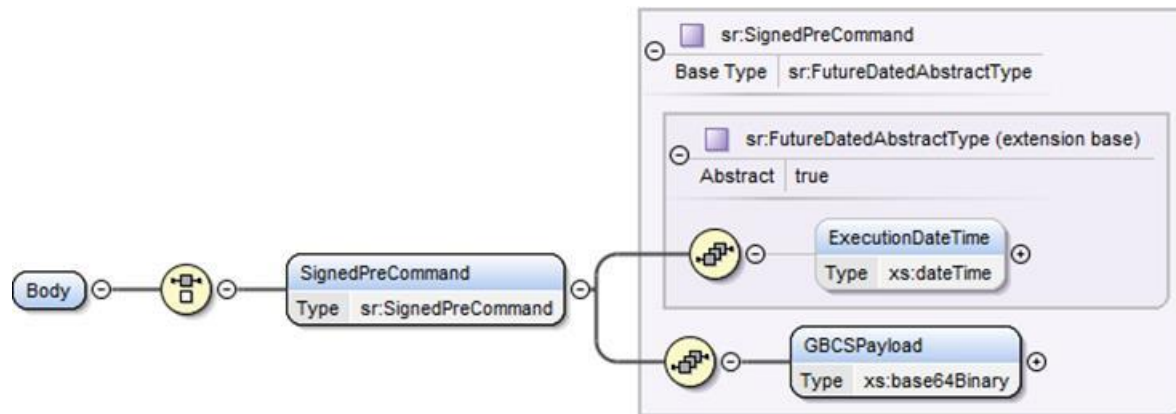 sr:SignedPreCommand
Base Type sr:FutureDatedAbstractType
sr:FutureDatedAbstractType (extension base)
Abstract true
ExecutionDateTime
Type xs:dateTime
Body
SignedPreCommand
Type sr:SignedPreCommand
GBCSPayload
Type xs:base64Binary